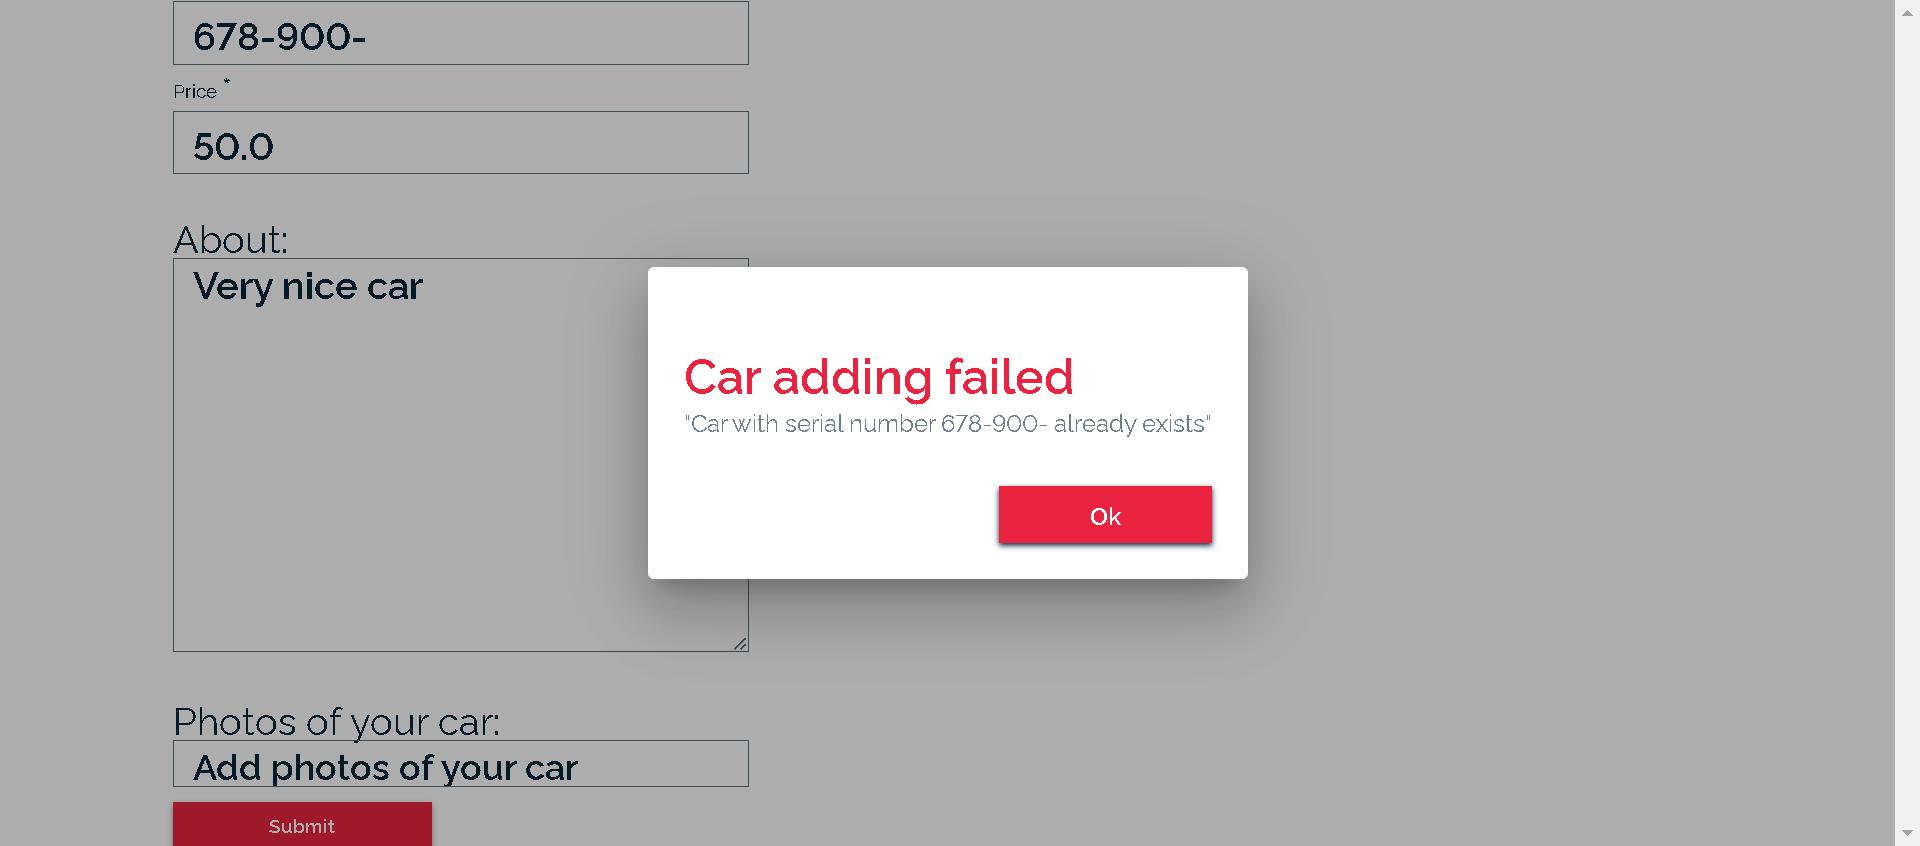 678-900-
Price *
50.0
About:
Very nice car
Car adding failed
"Car with serial number 678-900- already exists"
Ok
Photos of your car:
Add photos of your car
Submit